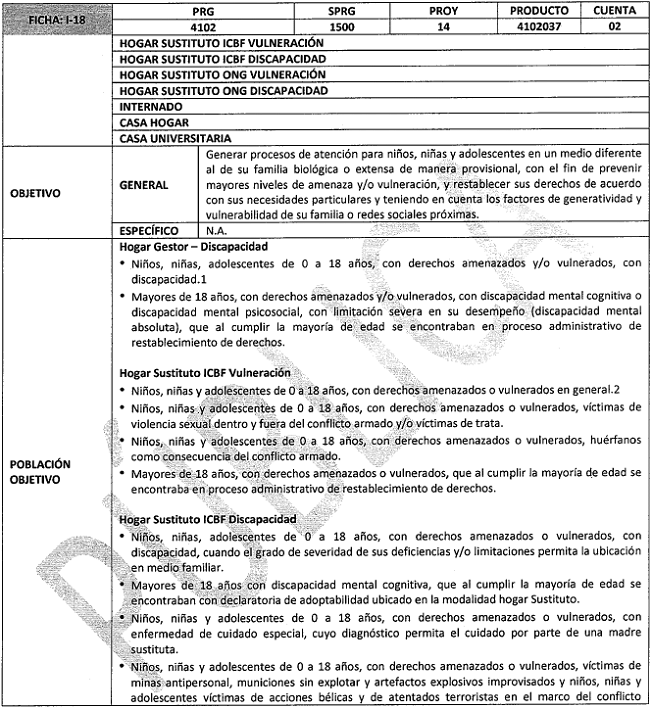 FICHA: I-18 PRG SPRG PROY PRODUCTO CUENTA
4102 1500 14 4102037 02
HOGAR SUSTITUTO ICBF VULNERACIÓN
HOGAR SUSTITUTO ICBF DISCAPACIDAD
HOGAR SUSTITUTO ONG VULNERACIÓN
HOGAR SUSTITUTO ONG DISCAPACIDAD
INTERNADO
CASA HOGAR
CASA UNIVERSITARIA
OBJETIVO
GENERAL
Generar procesos de atención para niños, niñas y adolescentes en un medio diferente
al de su familia biológica o extensa de manera provisional, con el fin de prevenir
mayores niveles de amenaza y/o vulneración, y restablecer sus derechos de acuerdo
con sus necesidades particulares y teniendo en cuenta los factores de generatividad y
vulnerabilidad de su familia o redes sociales próximas.
ESPECÍFICO N.A.
POBLACIÓN
OBJETIVO
Hogar Gestor – Discapacidad
• Niños, niñas, adolescentes de 0 a 18 años, con derechos amenazados y/o vulnerados, con
discapacidad.1
• Mayores de 18 años, con derechos amenazados y/o vulnerados, con discapacidad mental cognitiva o
discapacidad mental psicosocial, con limitación severa en su desempeño (discapacidad mental
absoluta), que al cumplir la mayoría de edad se encontraban en proceso administrativo de
restablecimiento de derechos.
Hogar Sustituto ICBF Vulneración
• Niños, niñas y adolescentes de 0 a 18 años, con derechos amenazados o vulnerados en general.2
• Niños, niñas y adolescentes de 0 a 18 años, con derechos amenazados o vulnerados, víctimas de
violencia sexual dentro y fuera del conflicto armado y/o víctimas de trata.
• Niños, niñas y adolescentes de 0 a 18 años, con derechos amenazados o vulnerados, huérfanos
como consecuencia del conflicto armado.
• Mayores de 18 años, con derechos amenazados o vulnerados, que al cumplir la mayoría de edad se
encontraba en proceso administrativo de restablecimiento de derechos.
Hogar Sustituto ICBF Discapacidad
• Niños, niñas, adolescentes de 0 a 18 años, con derechos amenazados o vulnerados, con
discapacidad, cuando el grado de severidad de sus deficiencias y/o limitaciones permita la ubicación
en medio familiar.
• Mayores de 18 años con discapacidad mental cognitiva, que al cumplir la mayoría de edad se
encontraban con declaratoria de adoptabilidad ubicado en la modalidad hogar Sustituto.
• Niños, niñas y adolescentes de 0 a 18 años, con derechos amenazados o vulnerados, con
enfermedad de cuidado especial, cuyo diagnóstico permita el cuidado por parte de una madre
sustituta.
• Niños, niñas y adolescentes de 0 a 18 años, con derechos amenazados o vulnerados, víctimas de
minas antipersonal, municiones sin explotar y artefactos explosivos improvisados y niños, niñas y
adolescentes víctimas de acciones bélicas y de atentados terroristas en el marco del conflicto
PÚBLICA